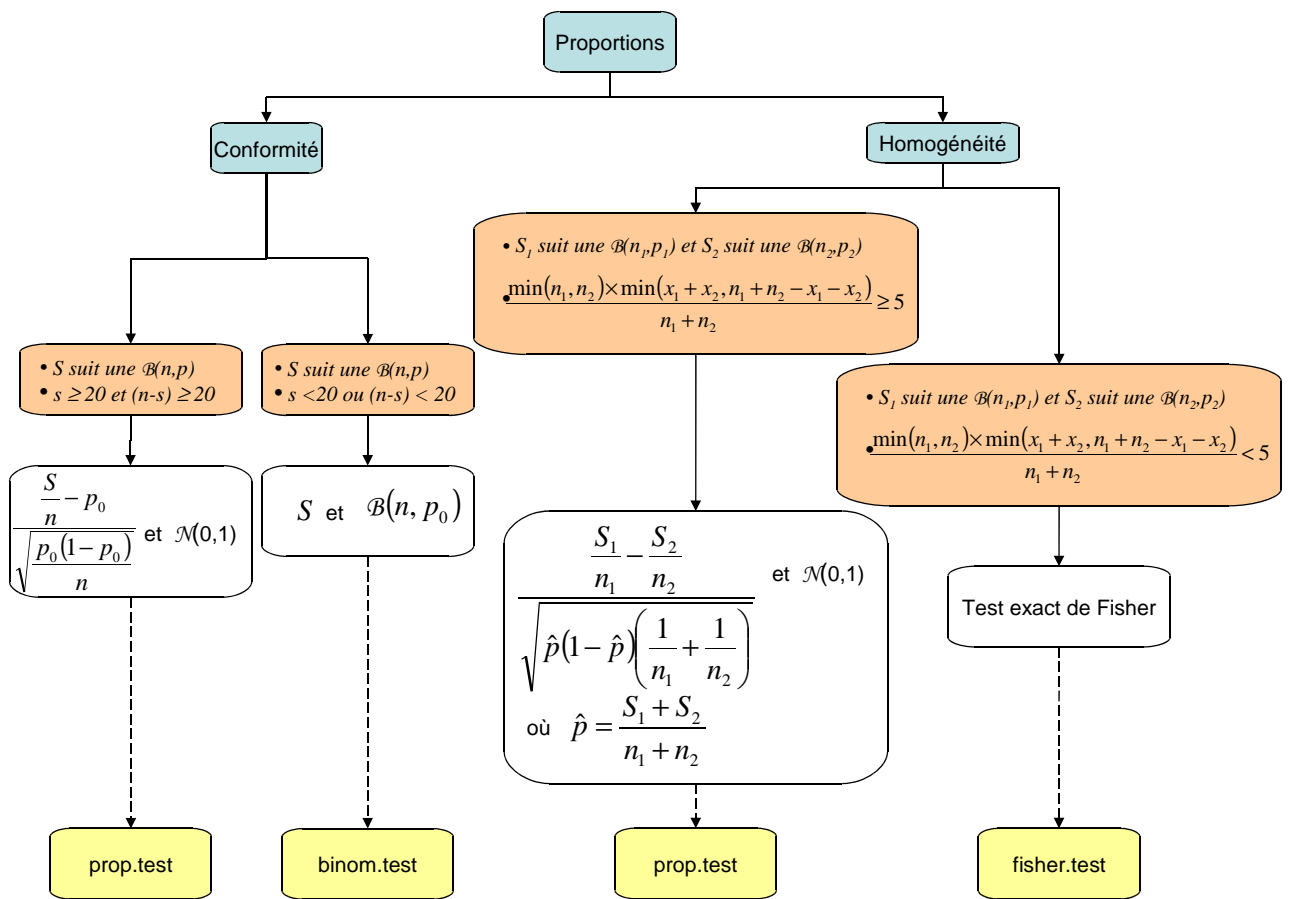 Proportions
Conformité
Homogénéité
• S₁ suit une ℬ(n₁,p₁) et S₂ suit une ℬ(n₂,p₂)
• min(n₁,n₂)×min(x₁+x₂,n₁+n₂−x₁−x₂)
n₁+n₂
≥5
• S suit une ℬ(n,p)
• s ≥20 et (n-s) ≥20
• S suit une ℬ(n,p)
• s <20 ou (n-s) < 20
• S₁ suit une ℬ(n₁,p₁) et S₂ suit une ℬ(n₂,p₂)
• min(n₁,n₂)×min(x₁+x₂,n₁+n₂−x₁−x₂)
n₁+n₂
<5
S/n − p₀
√(p₀(1−p₀)/n)
et 𝒩(0,1)
S et ℬ(n, p₀)
S₁/n₁ − S₂/n₂
√(p̂(1−p̂)(1/n₁ + 1/n₂))
et 𝒩(0,1)
où p̂ = (S₁+S₂)/(n₁+n₂)
Test exact de Fisher
prop.test
binom.test
prop.test
fisher.test